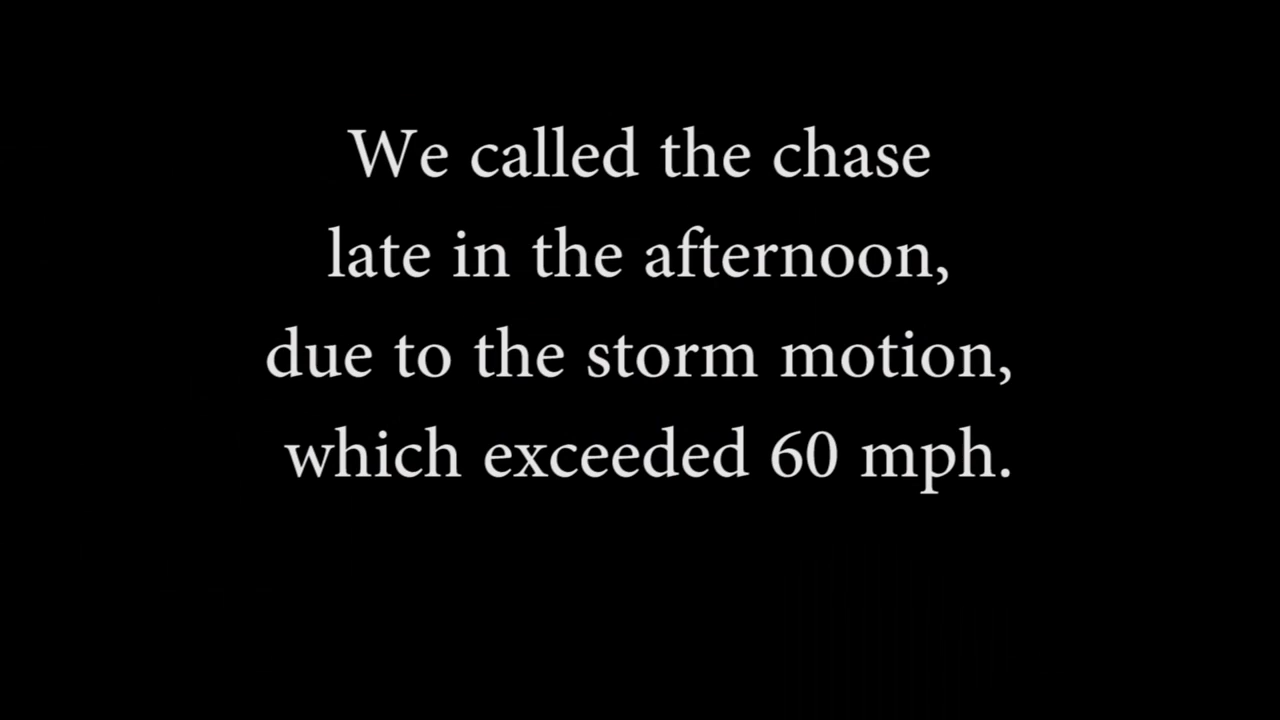 We called the chase
late in the afternoon,
due to the storm motion,
which exceeded 60 mph.